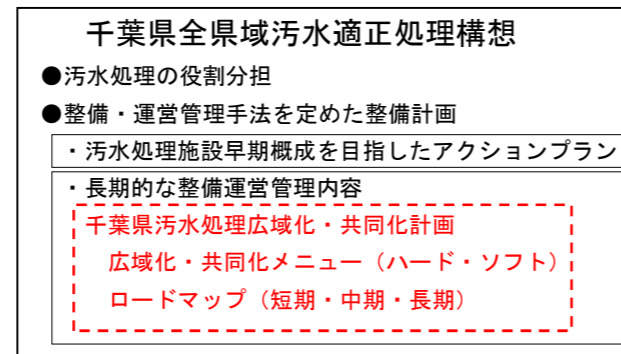 千葉県全県域汚水適正処理構想
●汚水処理の役割分担
●整備・運営管理手法を定めた整備計画
・汚水処理施設早期概成を目指したアクションプラン
・長期的な整備運営管理内容
千葉県汚水処理広域化・共同化計画
広域化・共同化メニュー（ハード・ソフト）
ロードマップ（短期・中期・長期）